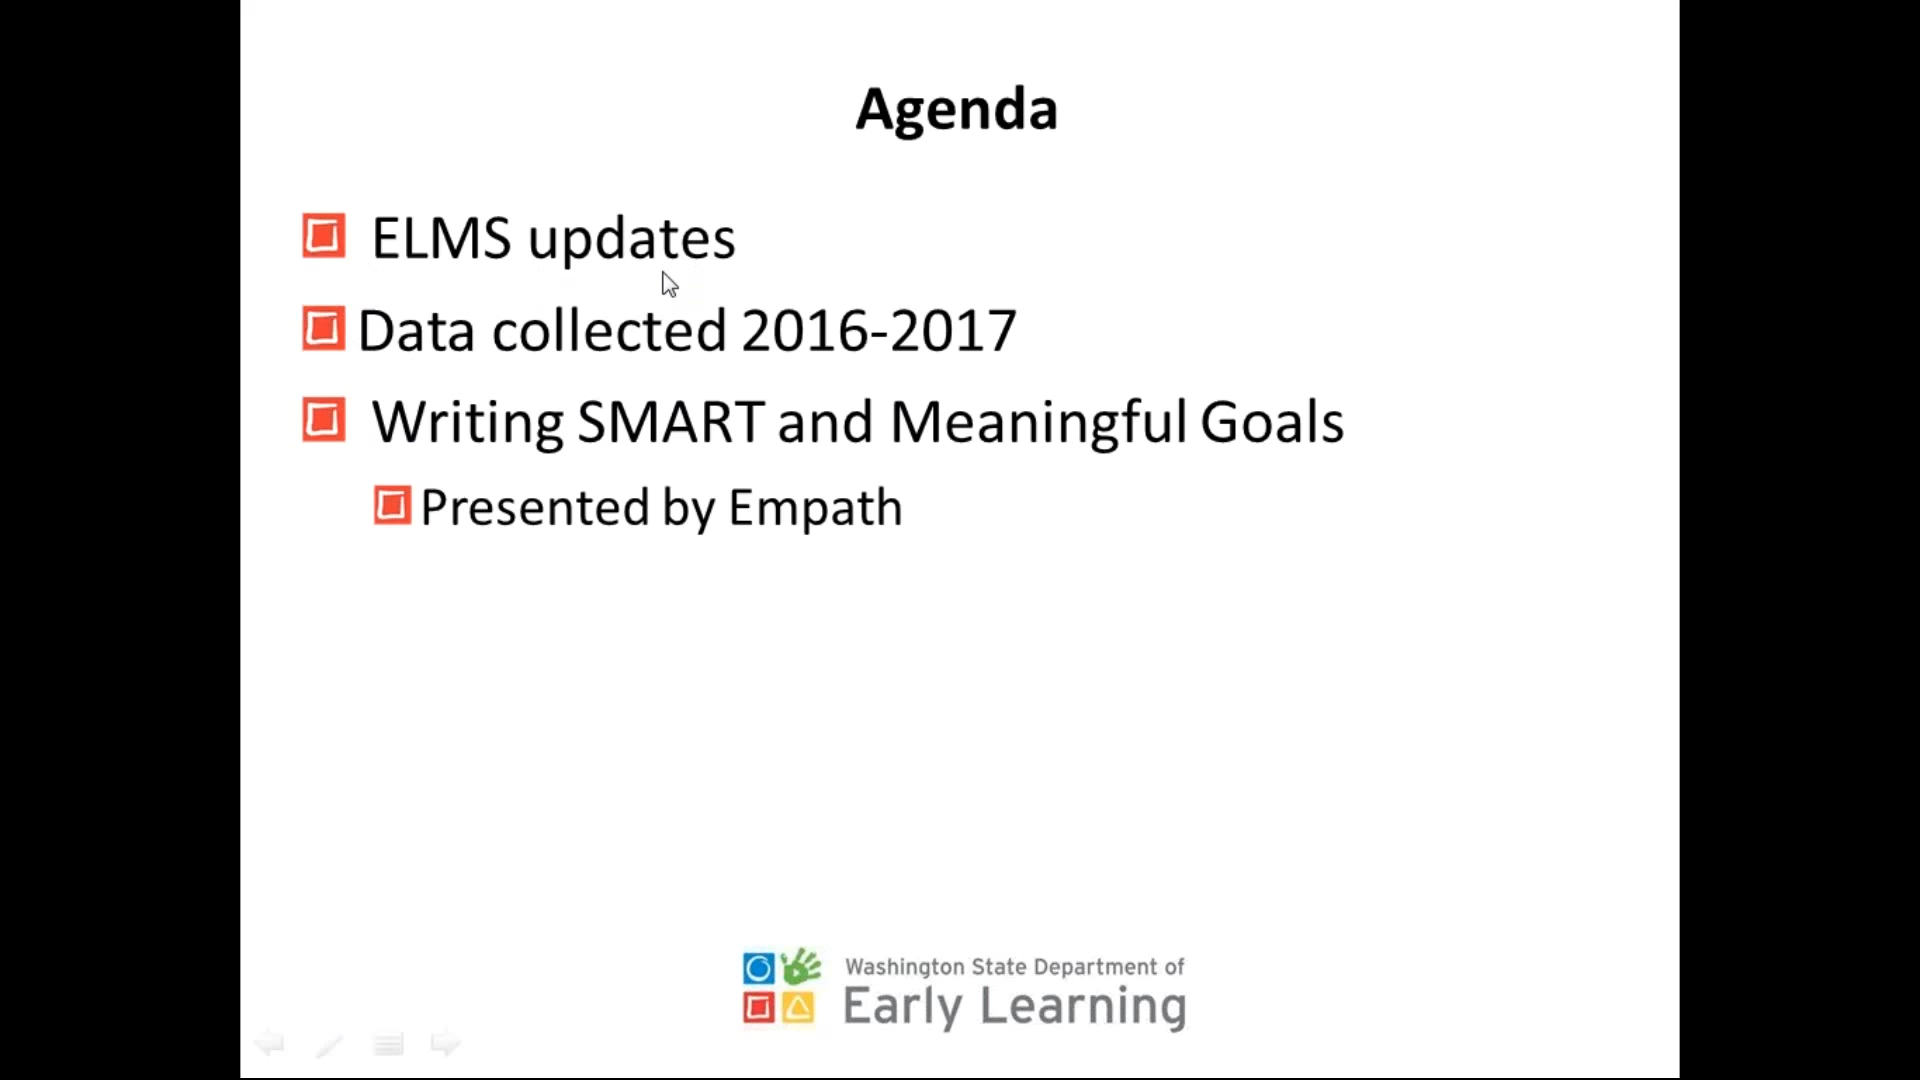 Agenda
ELMS updates
Data collected 2016-2017
Writing SMART and Meaningful Goals
Presented by Empath
Washington State Department of
Early Learning